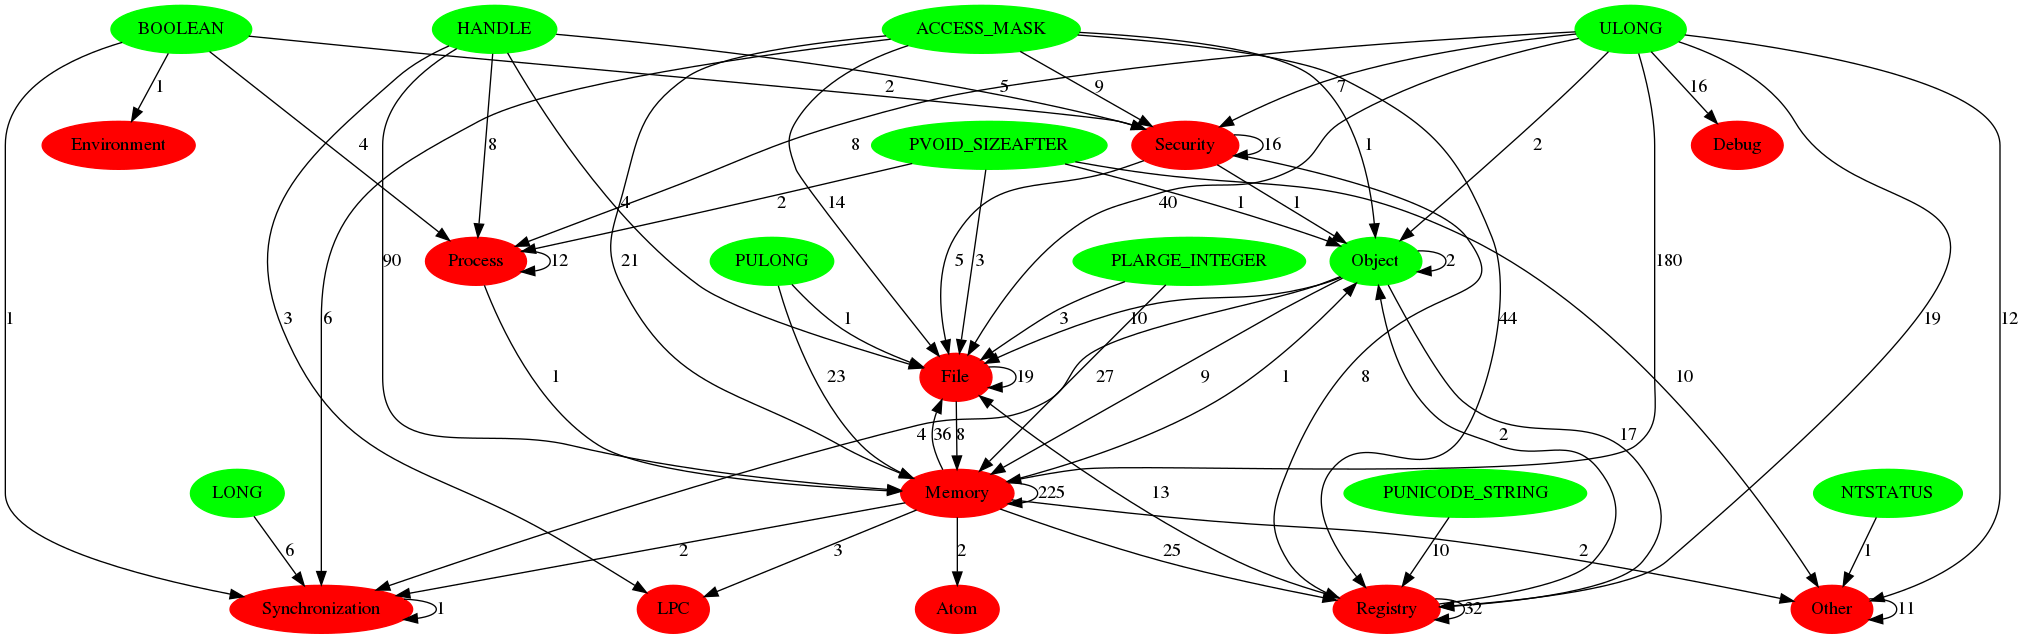 BOOLEAN HANDLE ACCESS_MASK ULONG
1 2 5 9 7 16
Environment 4 8 8 PVOID_SIZEAFTER Security 16 1 2 Debug
4 14 2 40 1 1
Process 12 90 21 PULONG 5 3 PLARGE_INTEGER Object 2 180
1 3 6 1 3 10 44 19 12
1 23 File 19 27 9 1 8 10
4 36 8 2 17
LONG Memory 225 13 PUNICODE_STRING NTSTATUS
6 2 3 2 25 10 2 1
Synchronization 1 LPC Atom Registry 32 Other 11